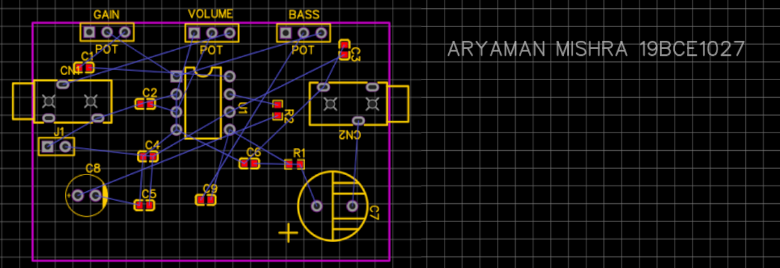 GAIN VOLUME BASS
POT POT POT
ARYAMAN MISHRA 19BCE1027
C1
C3
CN1
C2
U1
R2
J1
CN2
C4
C6
R1
C8
C5
C9
C7
+